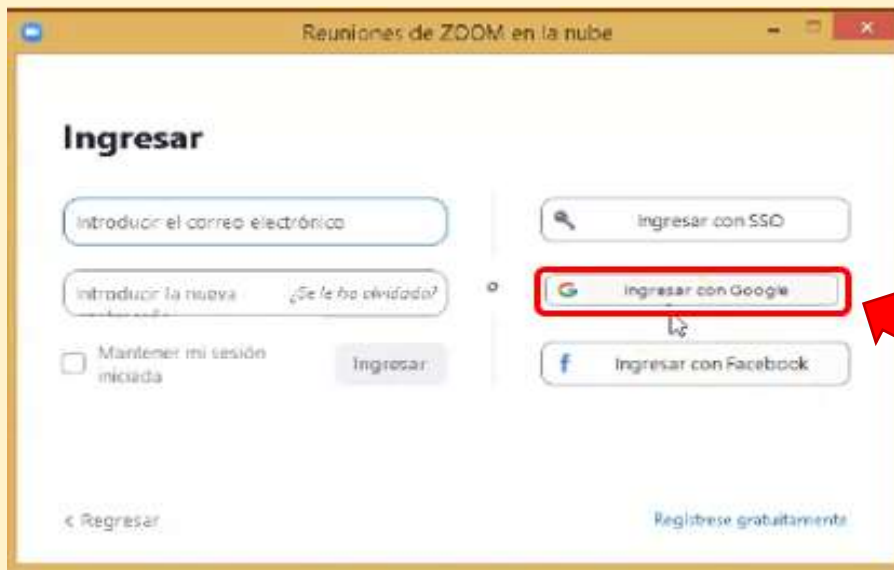 Reuniones de ZOOM en la nube
Ingresar
Introducir el correo electrónico
Introducir la nueva
¿Se le ha olvidado?
Mantener mi sesión
iniciada
Ingresar
o
Ingresar con SSO
Ingresar con Google
Ingresar con Facebook
< Regresar
Regístrese gratuitamente